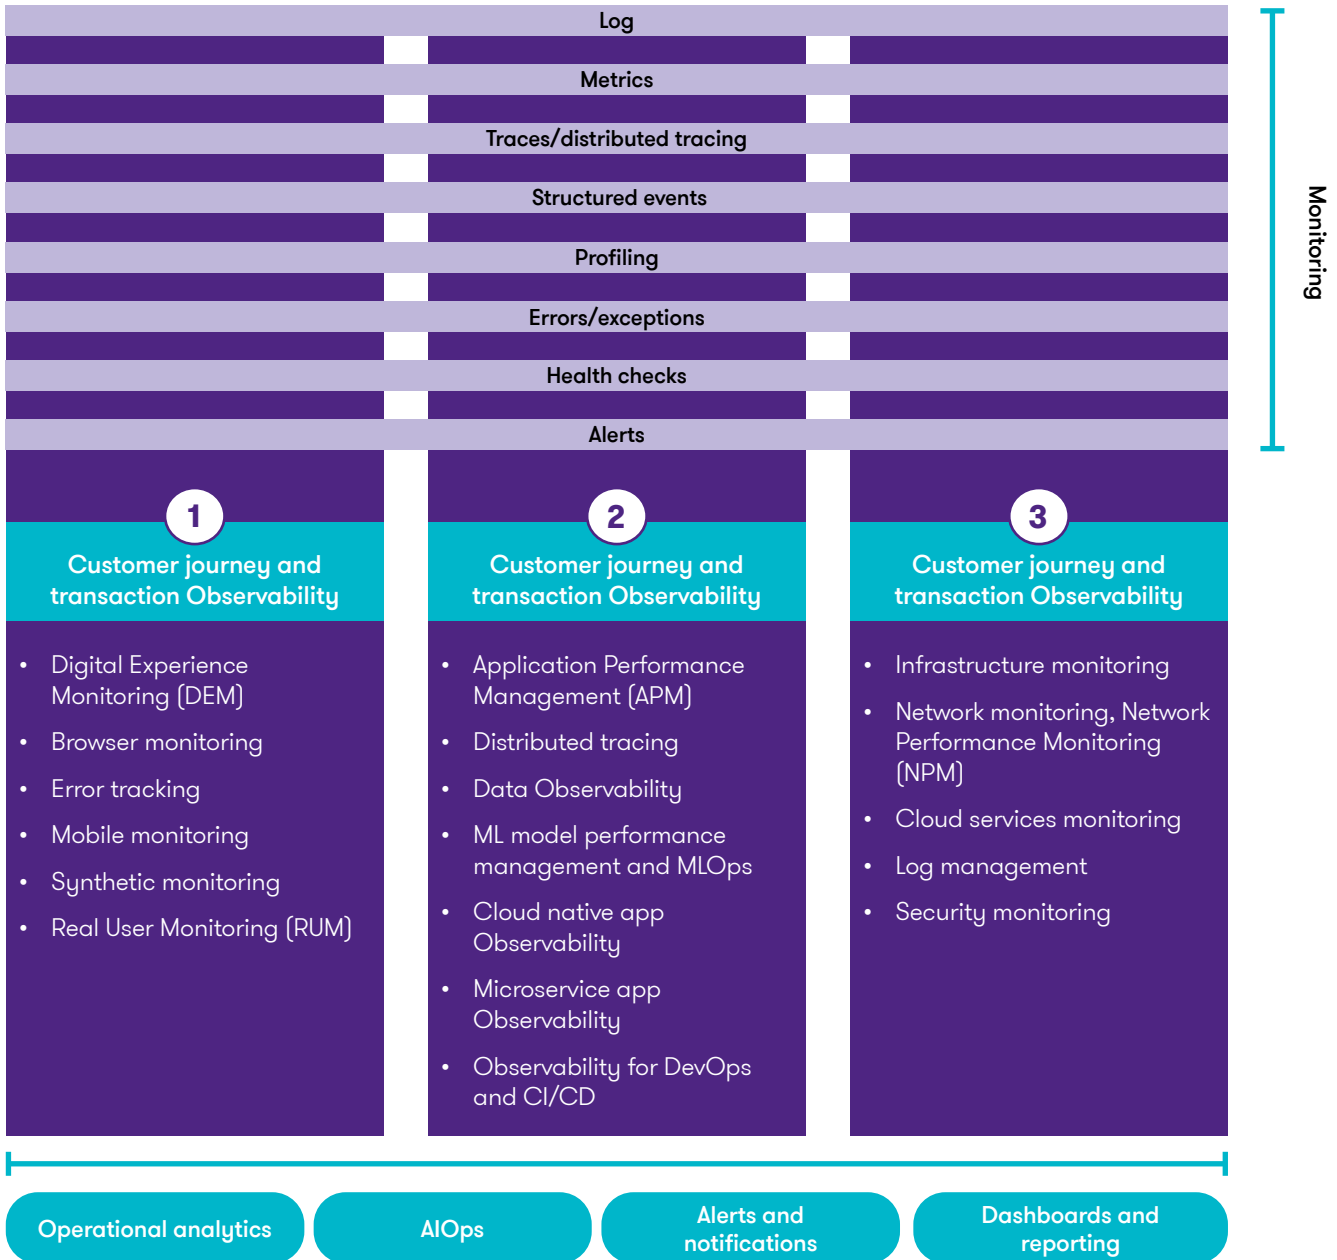 Log
Metrics
Traces/distributed tracing
Structured events
Profiling
Errors/exceptions
Health checks
Alerts
Monitoring
1
Customer journey and
transaction Observability
• Digital Experience
Monitoring (DEM)
• Browser monitoring
• Error tracking
• Mobile monitoring
• Synthetic monitoring
• Real User Monitoring (RUM)
2
Customer journey and
transaction Observability
• Application Performance
Management (APM)
• Distributed tracing
• Data Observability
• ML model performance
management and MLOps
• Cloud native app
Observability
• Microservice app
Observability
• Observability for DevOps
and CI/CD
3
Customer journey and
transaction Observability
• Infrastructure monitoring
• Network monitoring, Network
Performance Monitoring
(NPM)
• Cloud services monitoring
• Log management
• Security monitoring
Operational analytics
AIOps
Alerts and
notifications
Dashboards and
reporting